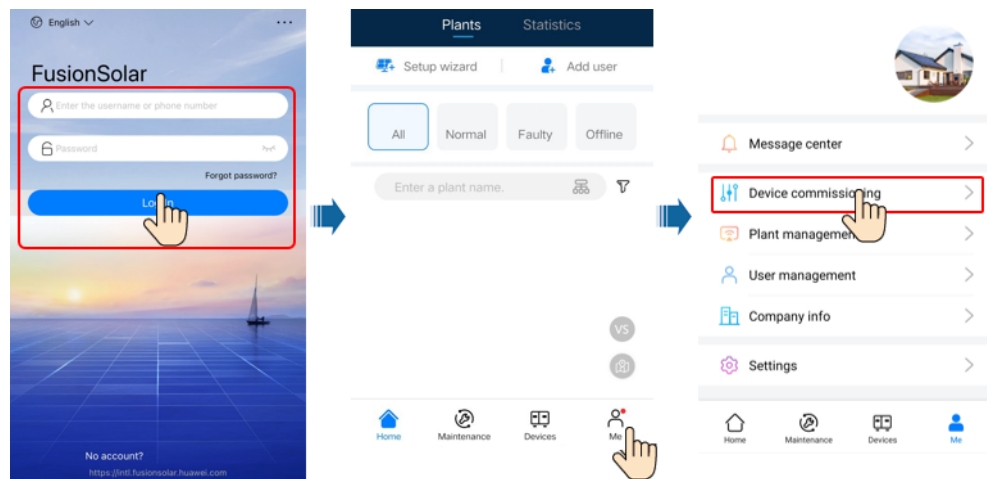 English
FusionSolar
Enter the username or phone number
Password
Forgot password?
Log In
No account?
https://intl.fusionsolar.huawei.com
Plants Statistics
Setup wizard Add user
All Normal Faulty Offline
Enter a plant name.
VS
Home Maintenance Devices Me
Message center
Device commissioning
Plant management
User management
Company info
Settings
Home Maintenance Devices Me